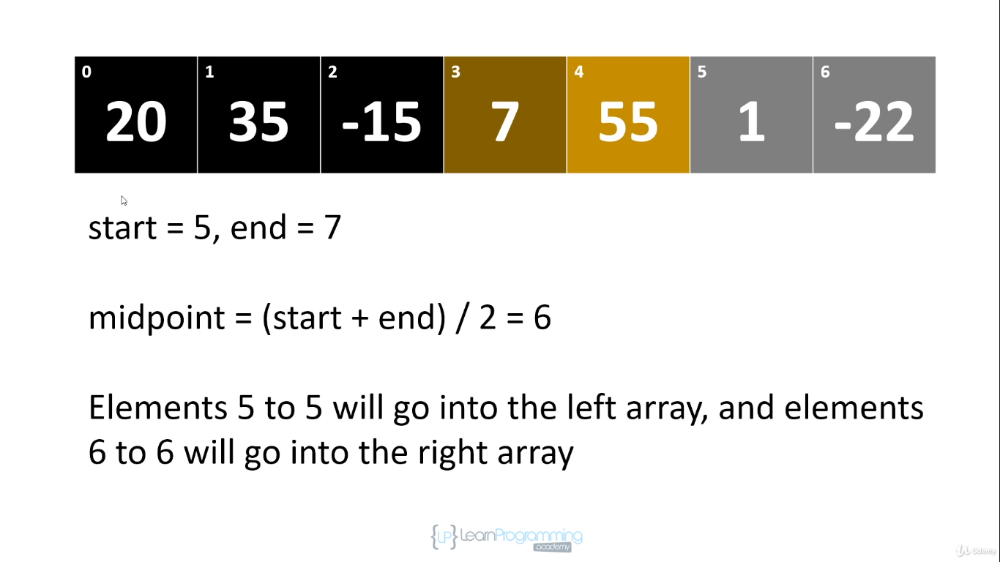 0 1 2 3 4 5 6
20 35 -15 7 55 1 -22
start = 5, end = 7
midpoint = (start + end) / 2 = 6
Elements 5 to 5 will go into the left array, and elements
6 to 6 will go into the right array
{LP} LearnProgramming
.academy
Udemy